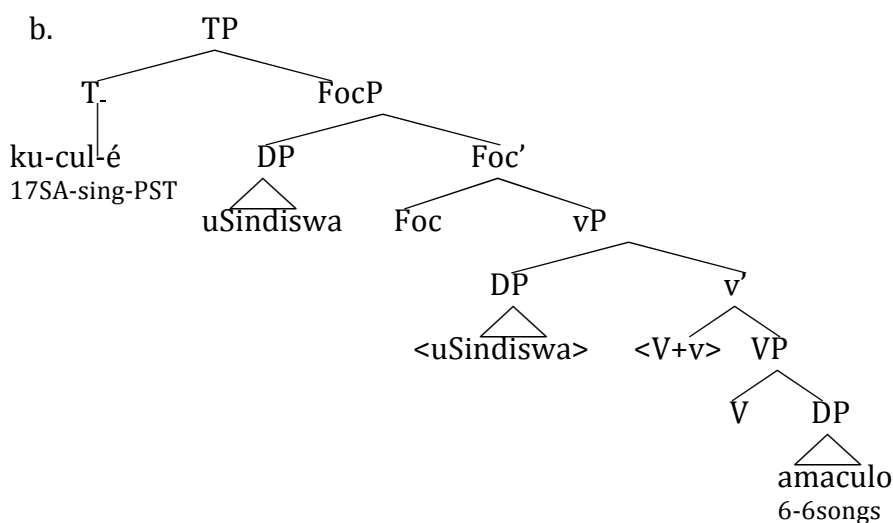 b. TP
T- FocP
ku-cul-é DP Foc’
17SA-sing-PST
uSindiswa Foc vP
DP v’
<uSindiswa> <V+v> VP
V DP
amaculo
6-6songs